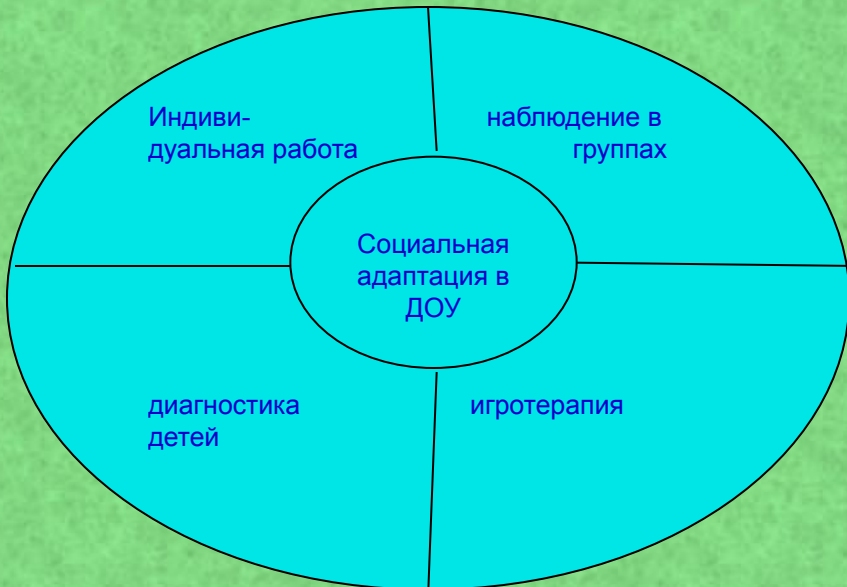 Индиви-
дуальная работа
наблюдение в
группах
Социальная
адаптация в
ДОУ
диагностика
детей
игротерапия